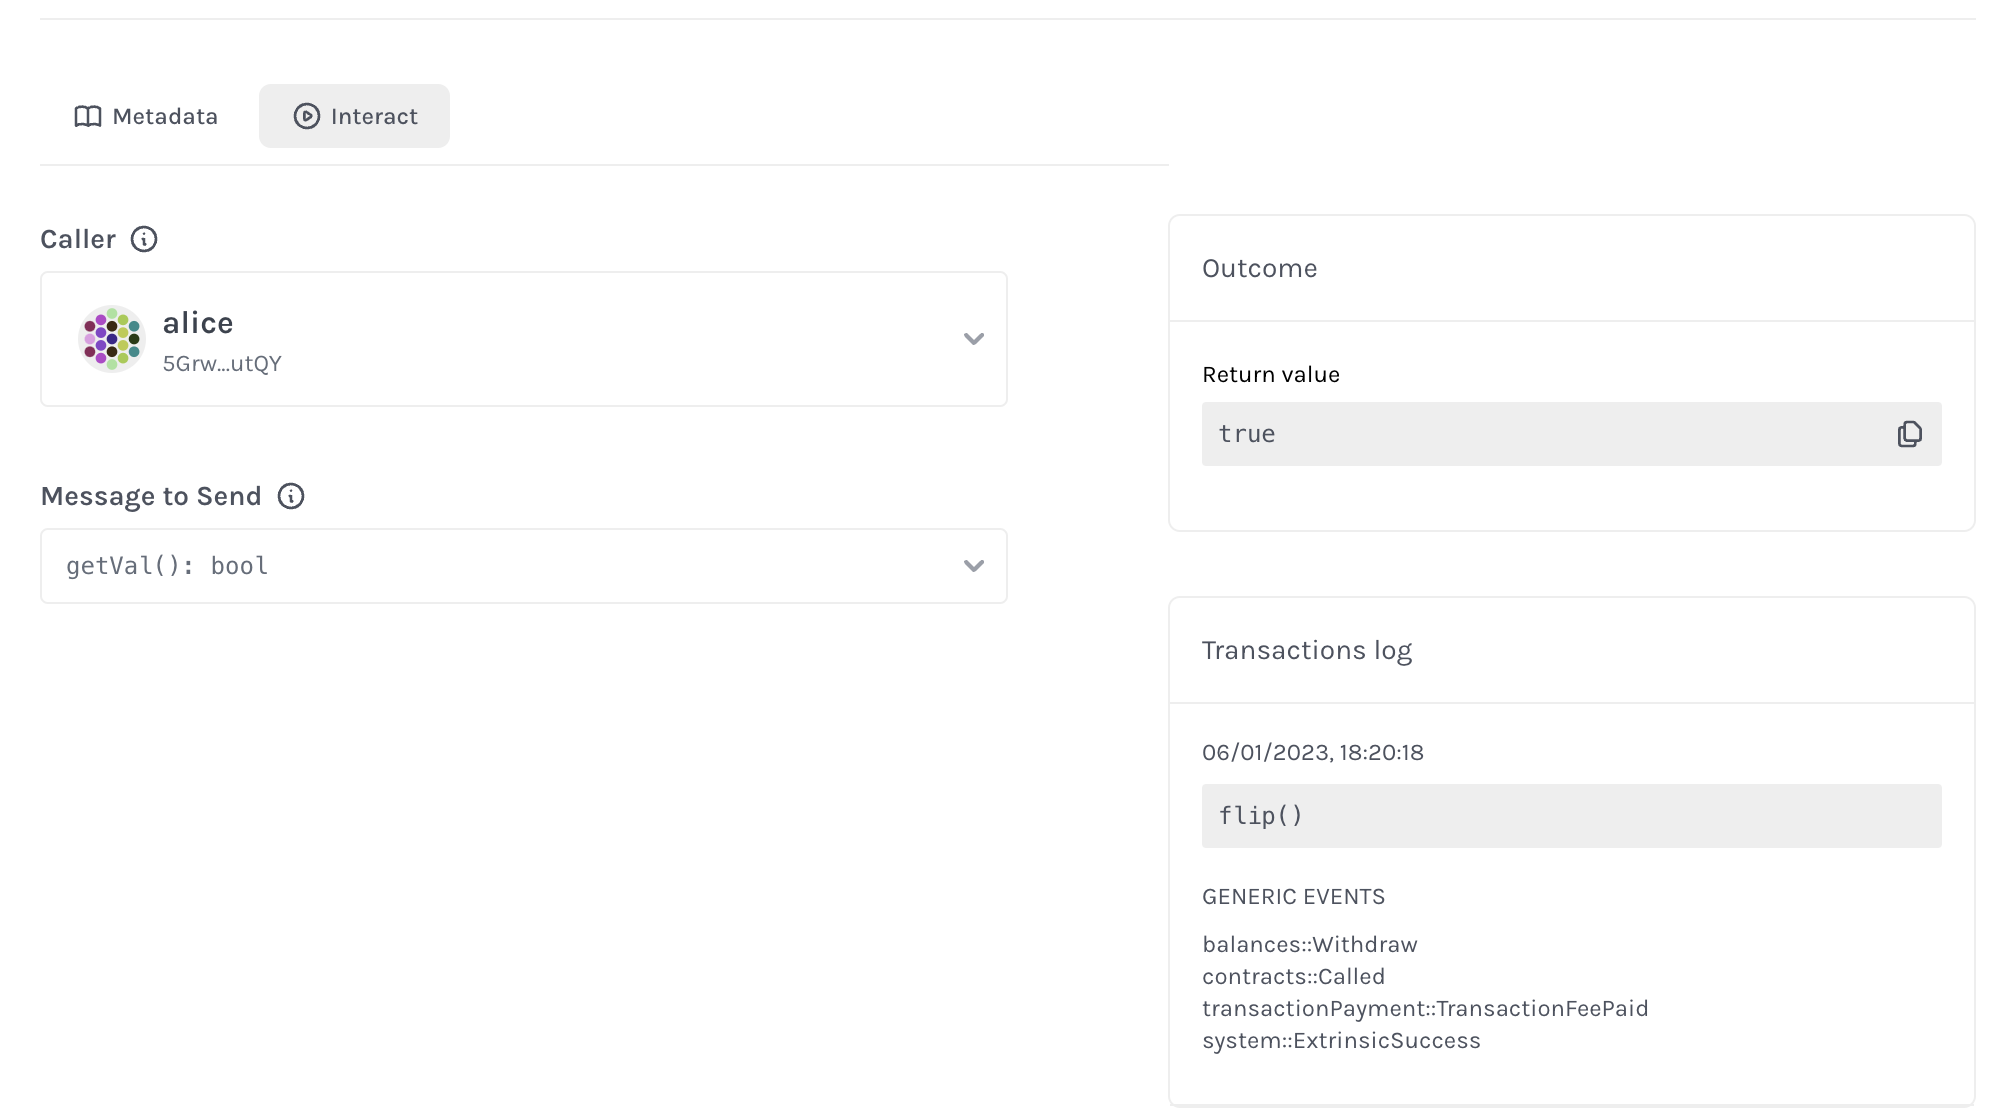 Metadata
Interact
Caller
alice
5Grw...utQY
Message to Send
getVal(): bool
Outcome
Return value
true
Transactions log
06/01/2023, 18:20:18
flip()
GENERIC EVENTS
balances::Withdraw
contracts::Called
transactionPayment::TransactionFeePaid
system::ExtrinsicSuccess